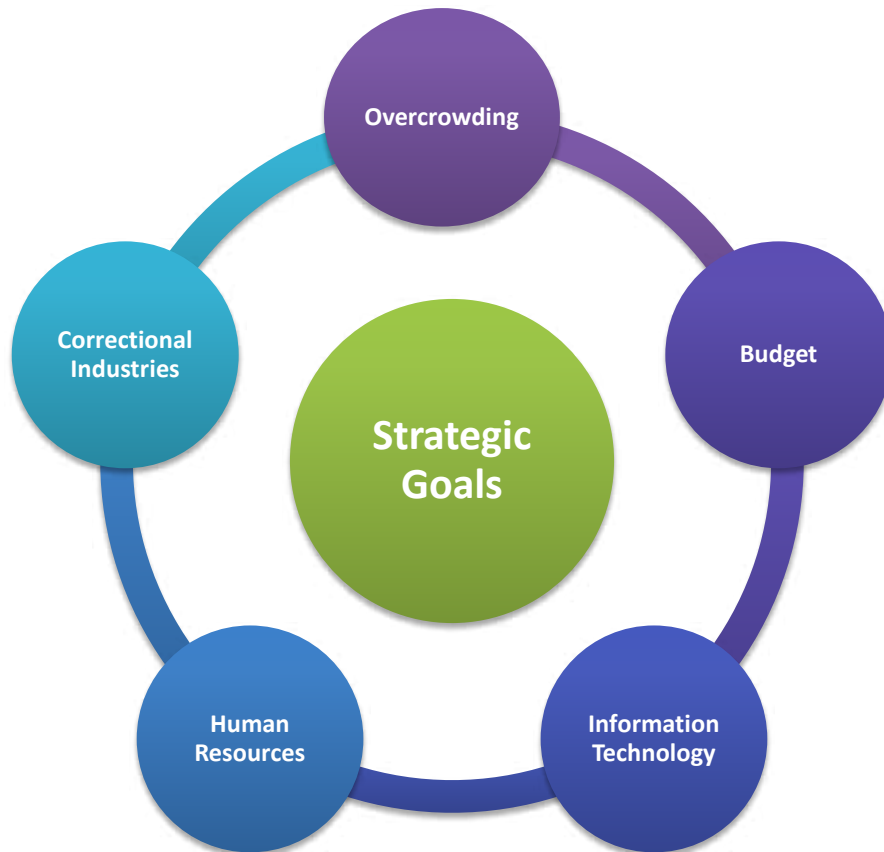 Overcrowding
Budget
Information
Technology
Human
Resources
Correctional
Industries
Strategic
Goals